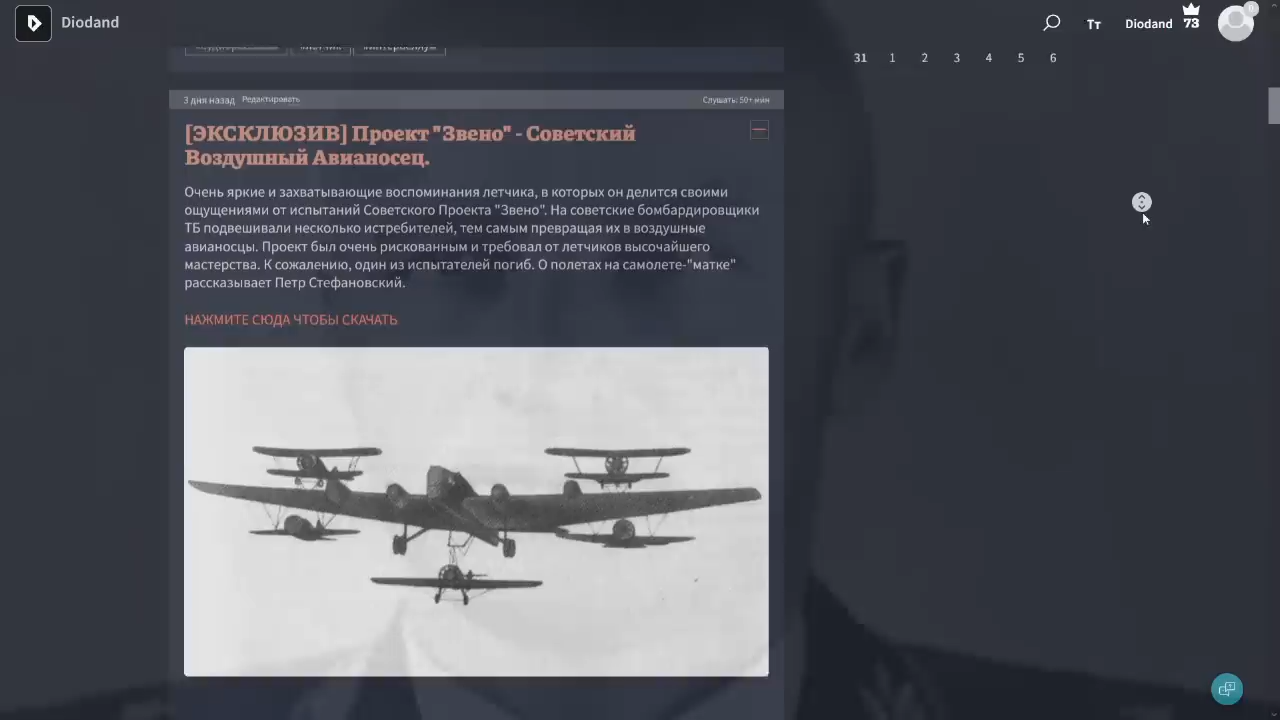 Diodand
Тт
Diodand
73
0
31 1 2 3 4 5 6
3 дня назад Редактировать
Слушать: 50+ мин
[ЭКСКЛЮЗИВ] Проект "Звено" - Советский
Воздушный Авианосец.
Очень яркие и захватывающие воспоминания летчика, в которых он делится своими
ощущениями от испытаний Советского Проекта "Звено". На советские бомбардировщики
ТБ подвешивали несколько истребителей, тем самым превращая их в воздушные
авианосцы. Проект был очень рискованным и требовал от летчиков высочайшего
мастерства. К сожалению, один из испытателей погиб. О полетах на самолете-"матке"
рассказывает Петр Стефановский.
НАЖМИТЕ СЮДА ЧТОБЫ СКАЧАТЬ